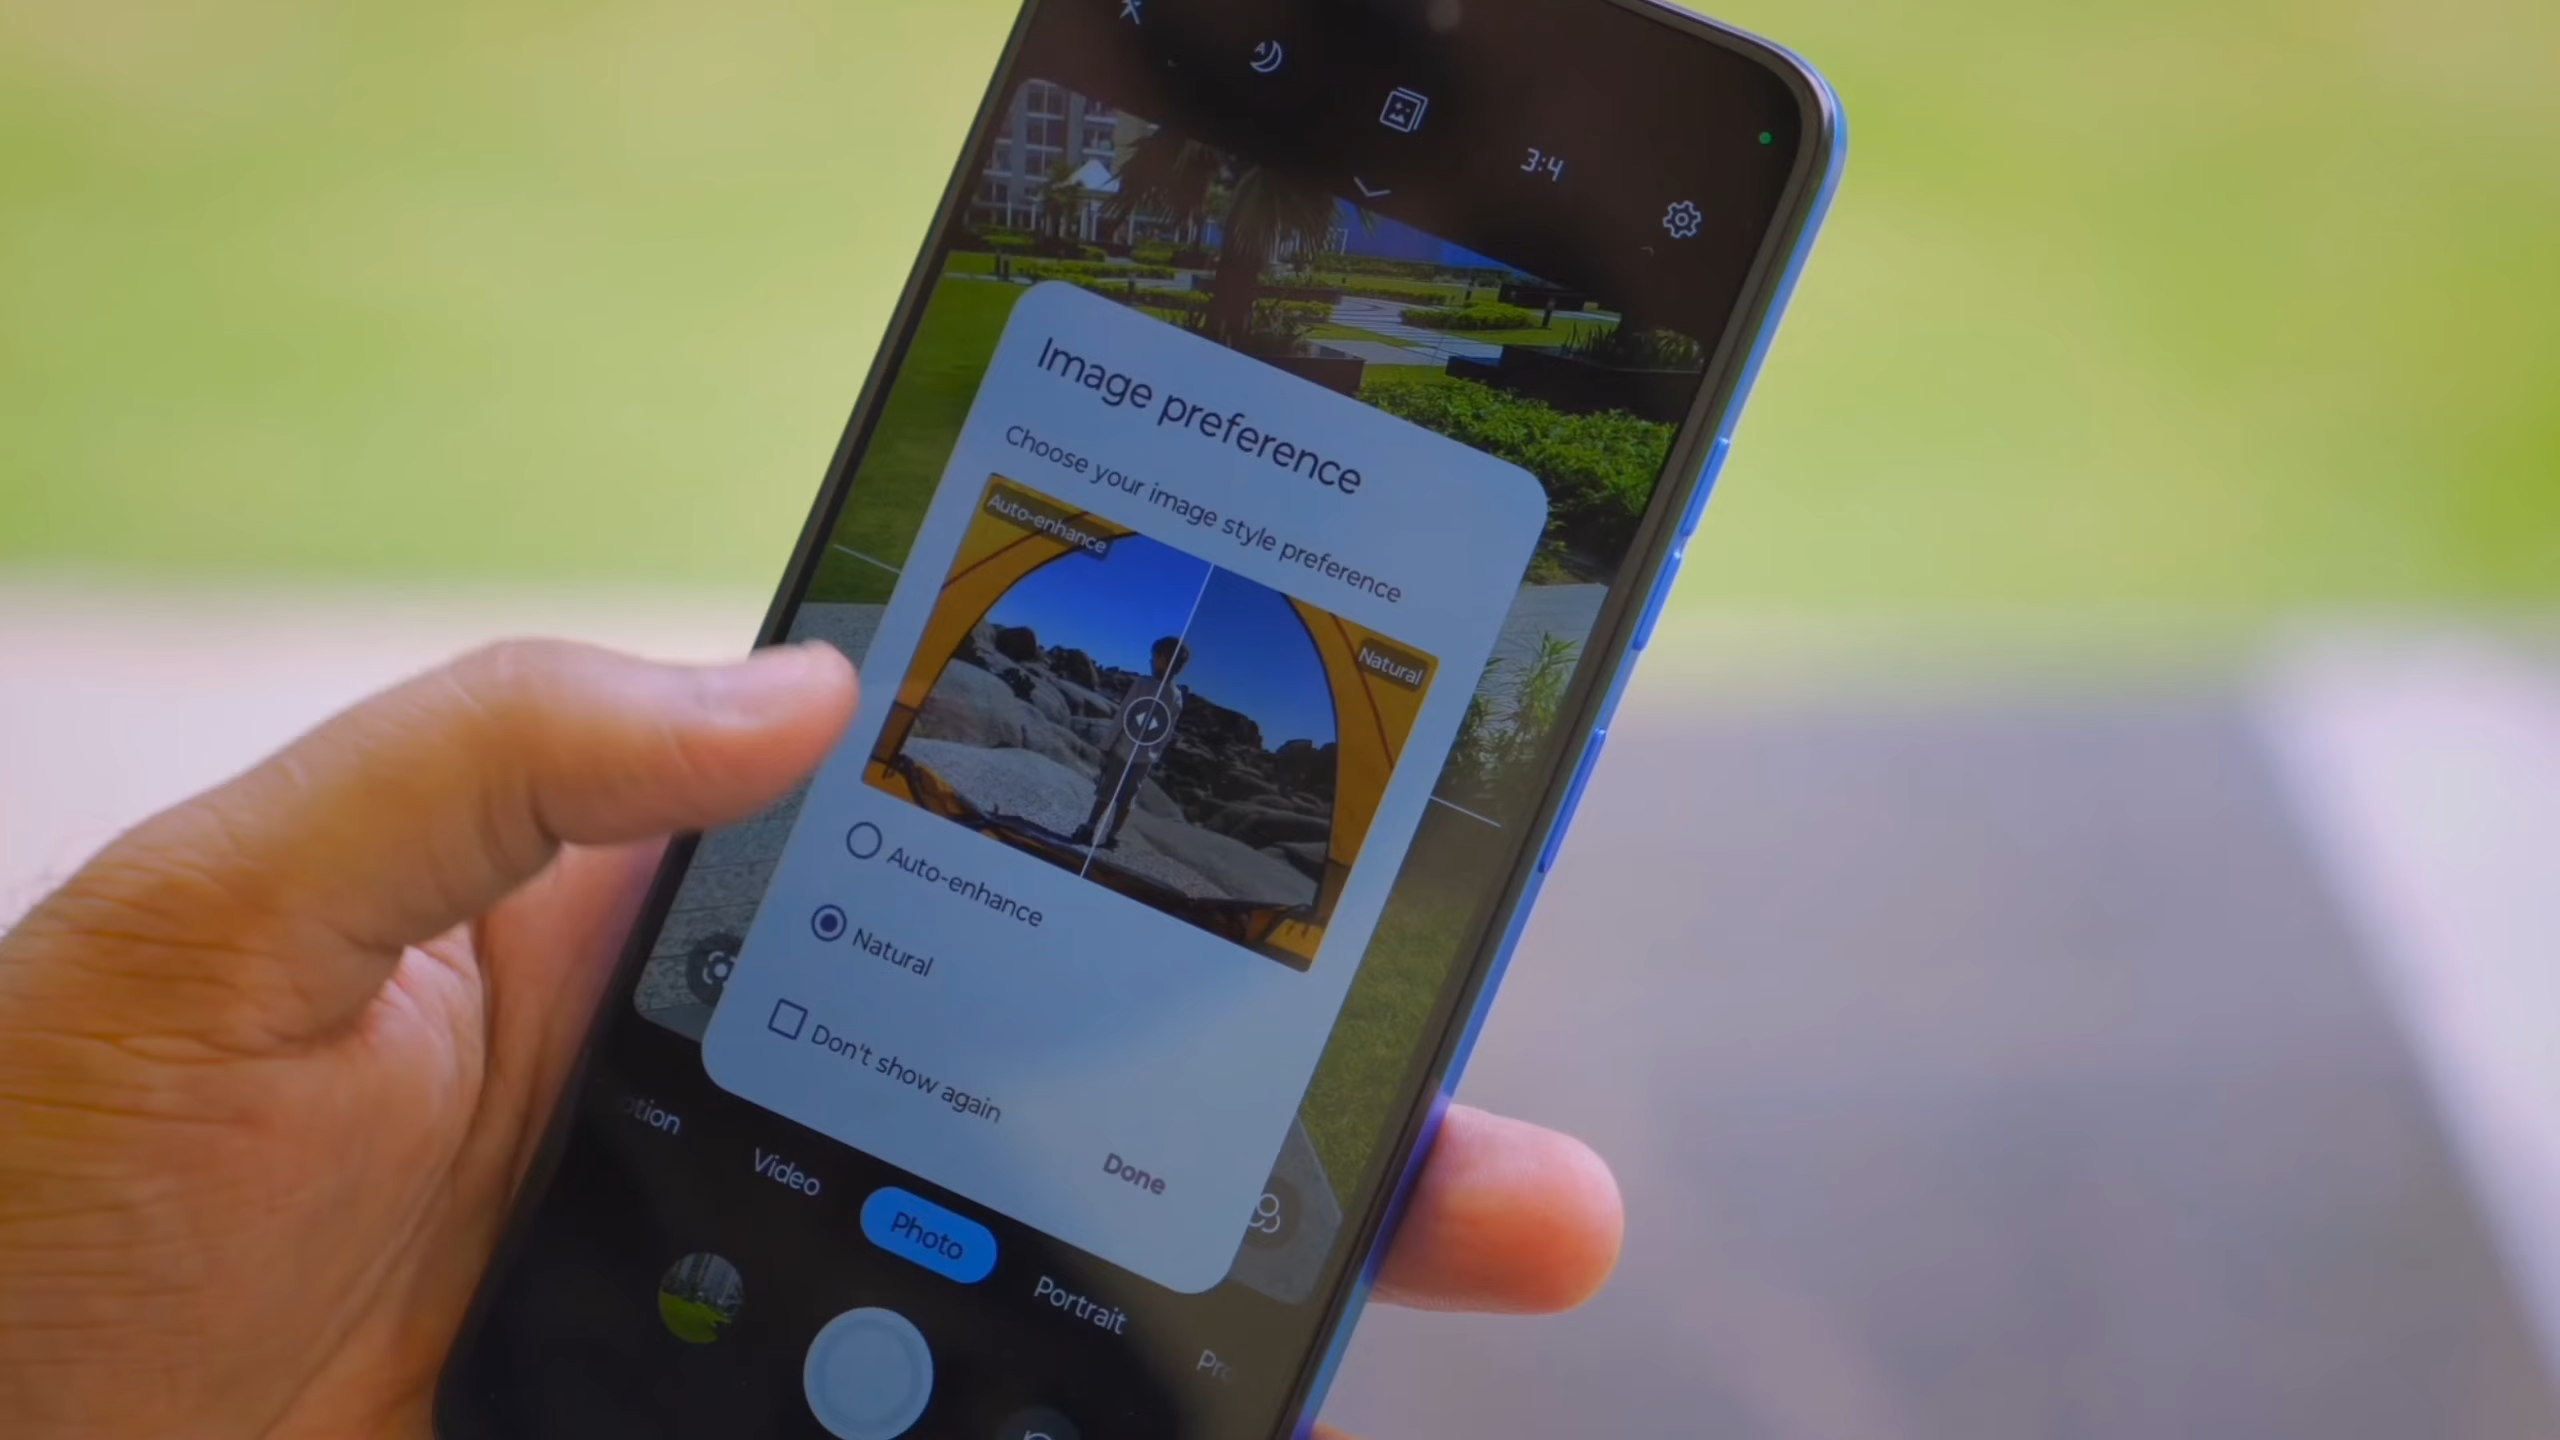 3:4
Image preference
Choose your image style preference
Auto-enhance
Natural
Auto-enhance
Natural
Don't show again
Done
Video
Photo
Portrait